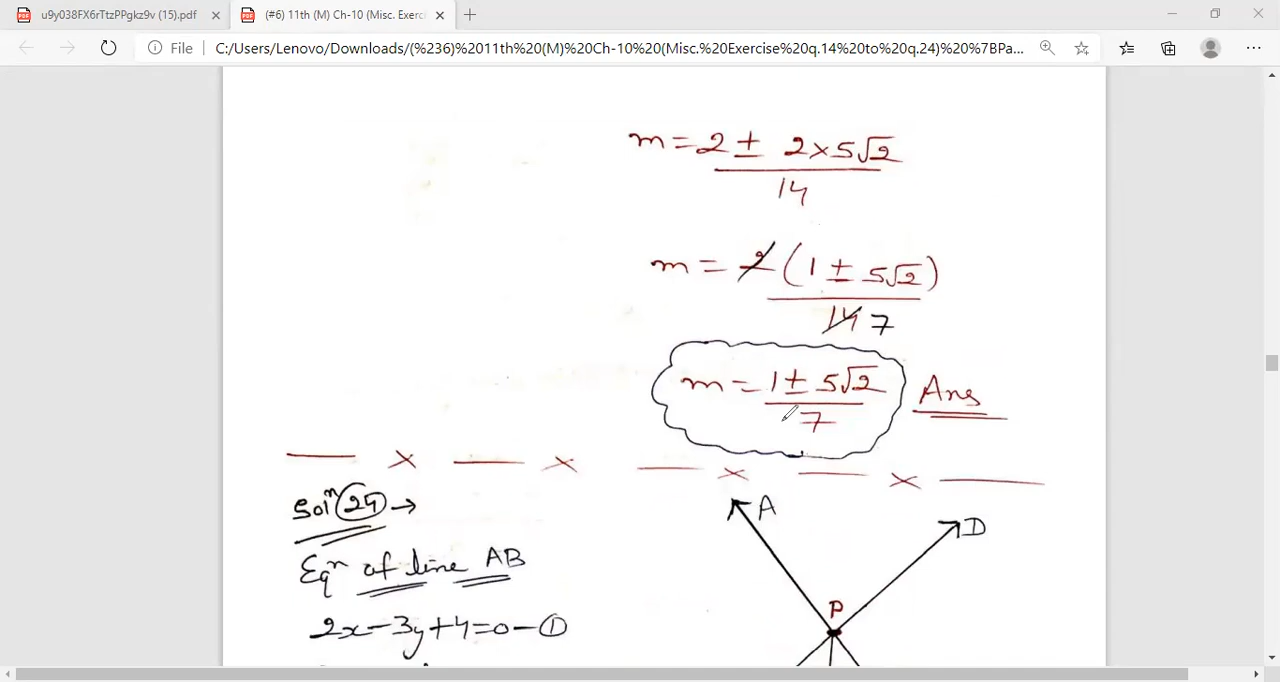 u9y038FX6rTtzPPgkz9v (15).pdf
(#6) 11th (M) Ch-10 (Misc. Exerci
File
C:/Users/Lenovo/Downloads/(%236)%2011th%20(M)%20Ch-10%20(Misc.%20Exercise%20q.14%20to%20q.24)%20%7BPa...
m = 2 ± 2×5√2
14
m = 2 (1 ± 5√2)
14 7
m = 1 ± 5√2
7
Ans
Solⁿ (24) →
A
D
Eqⁿ of line AB
P
2x-3y+4=0-①